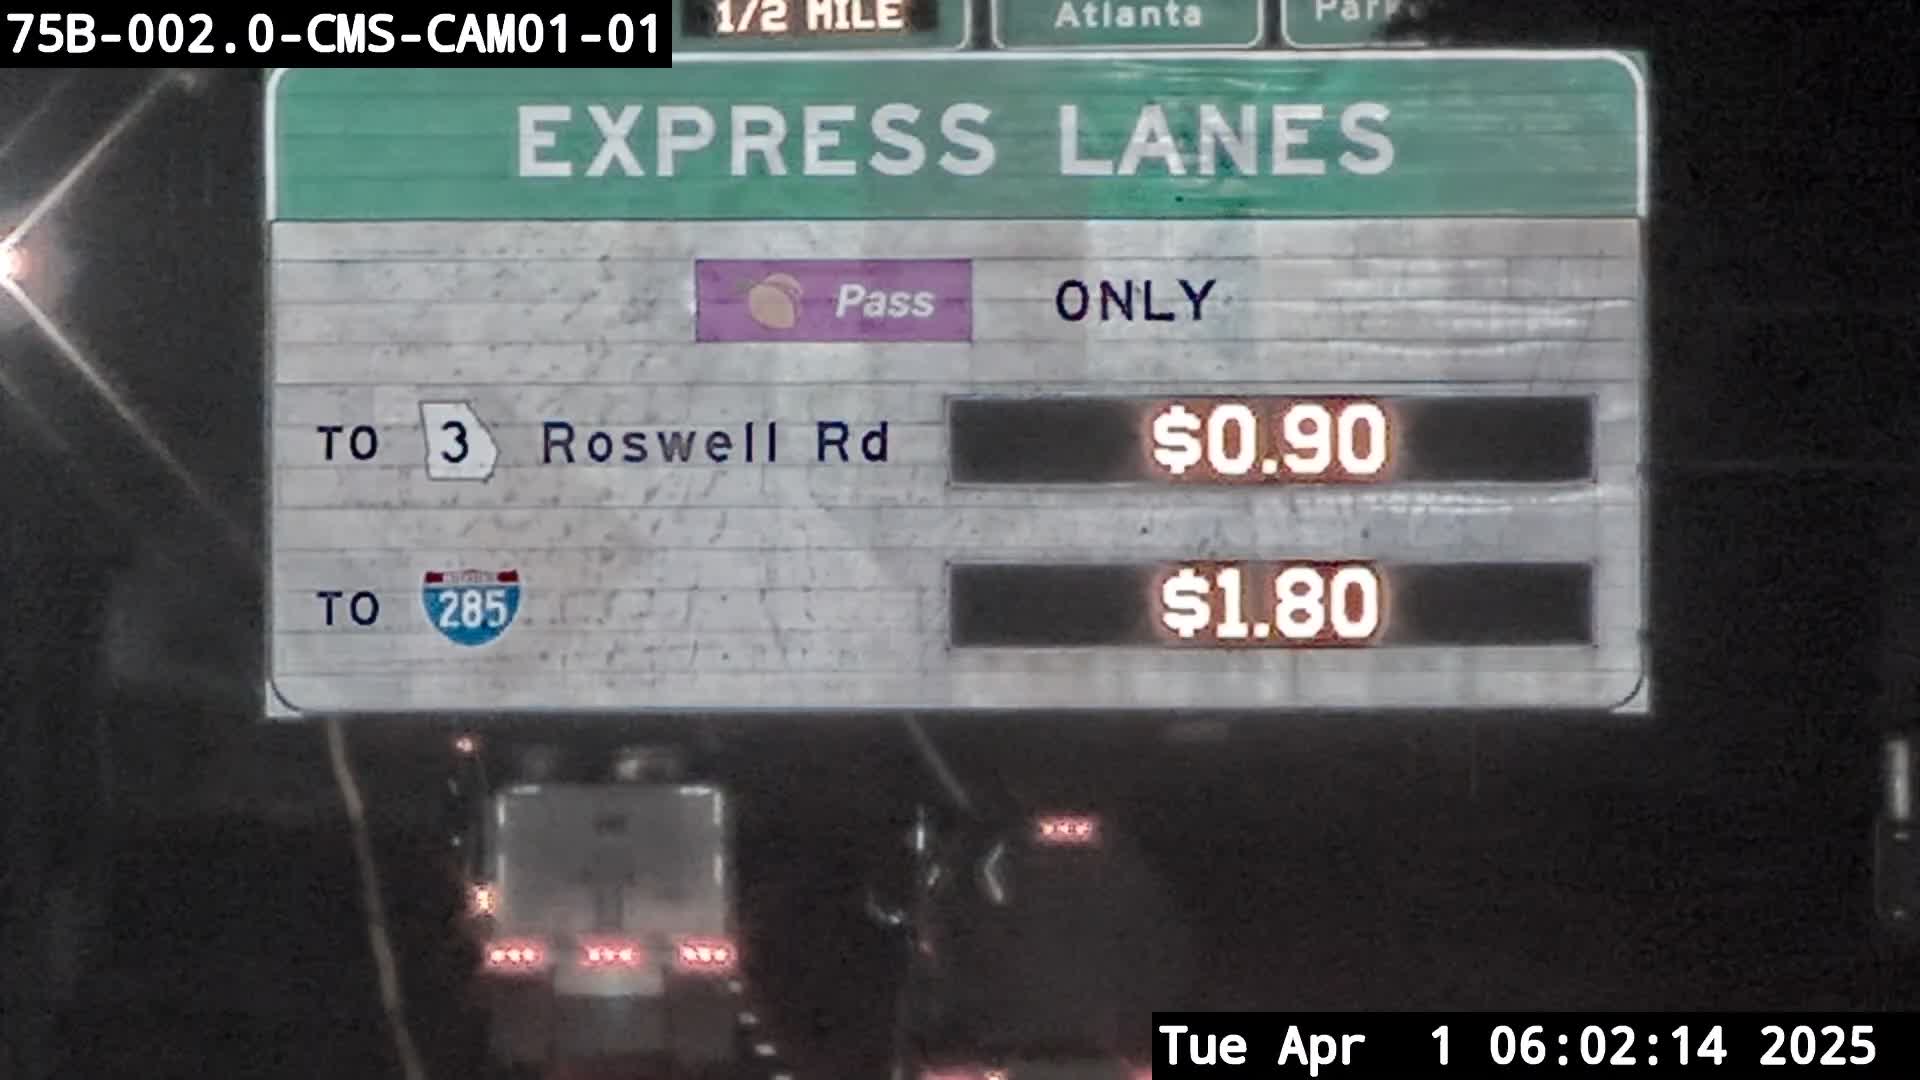 75B-002.0-CMS-CAM01-01
1/2 MILE
Atlanta
EXPRESS LANES
Pass ONLY
TO 3 Roswell Rd $0.90
TO 285 $1.80
Tue Apr 1 06:02:14 2025